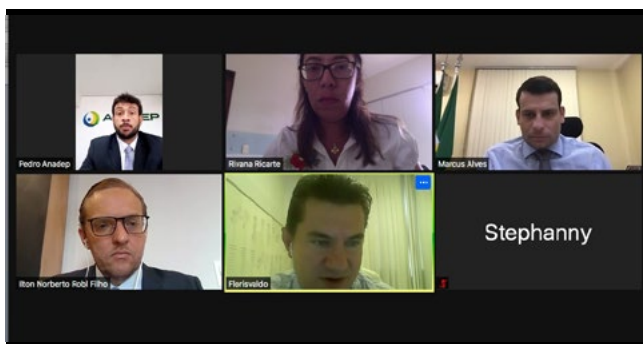 ANADEP
Pedro Anadep
Rivana Ricarte
Marcus Alves
Ilton Norberto Robl Filho
Flerisvaldo
Stephanny